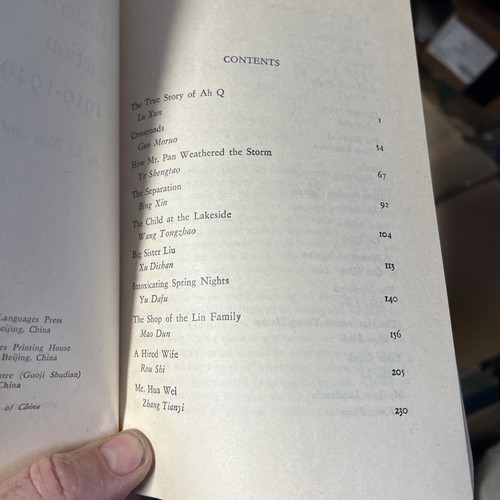 Languages Press
Beijing, China
es Printing House
Beijing, China
tre (Guoji Shudian)
China
of China
CONTENTS
The True Story of Ah Q
Lu Xun 1
Crossroads
Guo Moruo 54
How Mr. Pan Weathered the Storm
Ye Shengtao 67
The Separation
Bing Xin 92
The Child at the Lakeside
Wang Tongzhao 104
Big Sister Liu
Xu Dishan 115
Intoxicating Spring Nights
Yu Dafu 140
The Shop of the Lin Family
Mao Dun 156
A Hired Wife
Rou Shi 205
Mr. Hua Wei
Zhang Tianyi 230